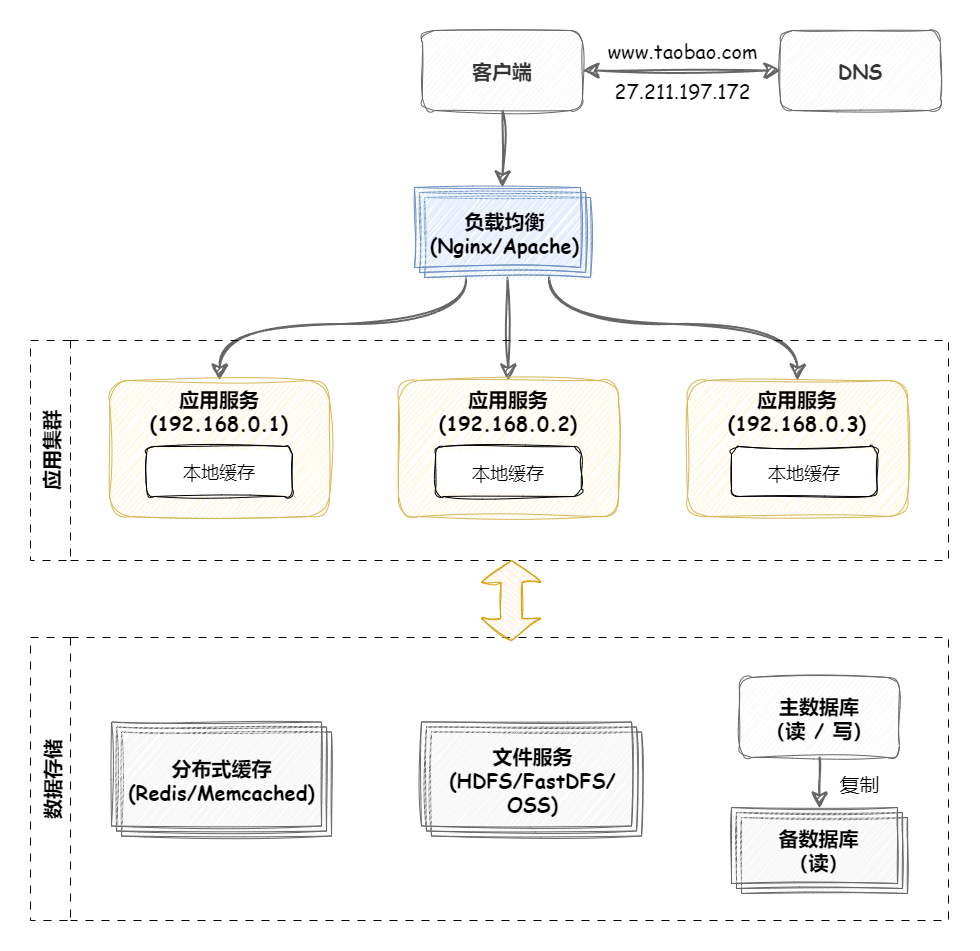 客户端
www.taobao.com
27.211.197.172
DNS
负载均衡
(Nginx/Apache)
应用集群
应用服务
(192.168.0.1)
本地缓存
应用服务
(192.168.0.2)
本地缓存
应用服务
(192.168.0.3)
本地缓存
数据存储
分布式缓存
(Redis/Memcached)
文件服务
(HDFS/FastDFS/
OSS)
主数据库
(读 / 写)
复制
备数据库
(读)